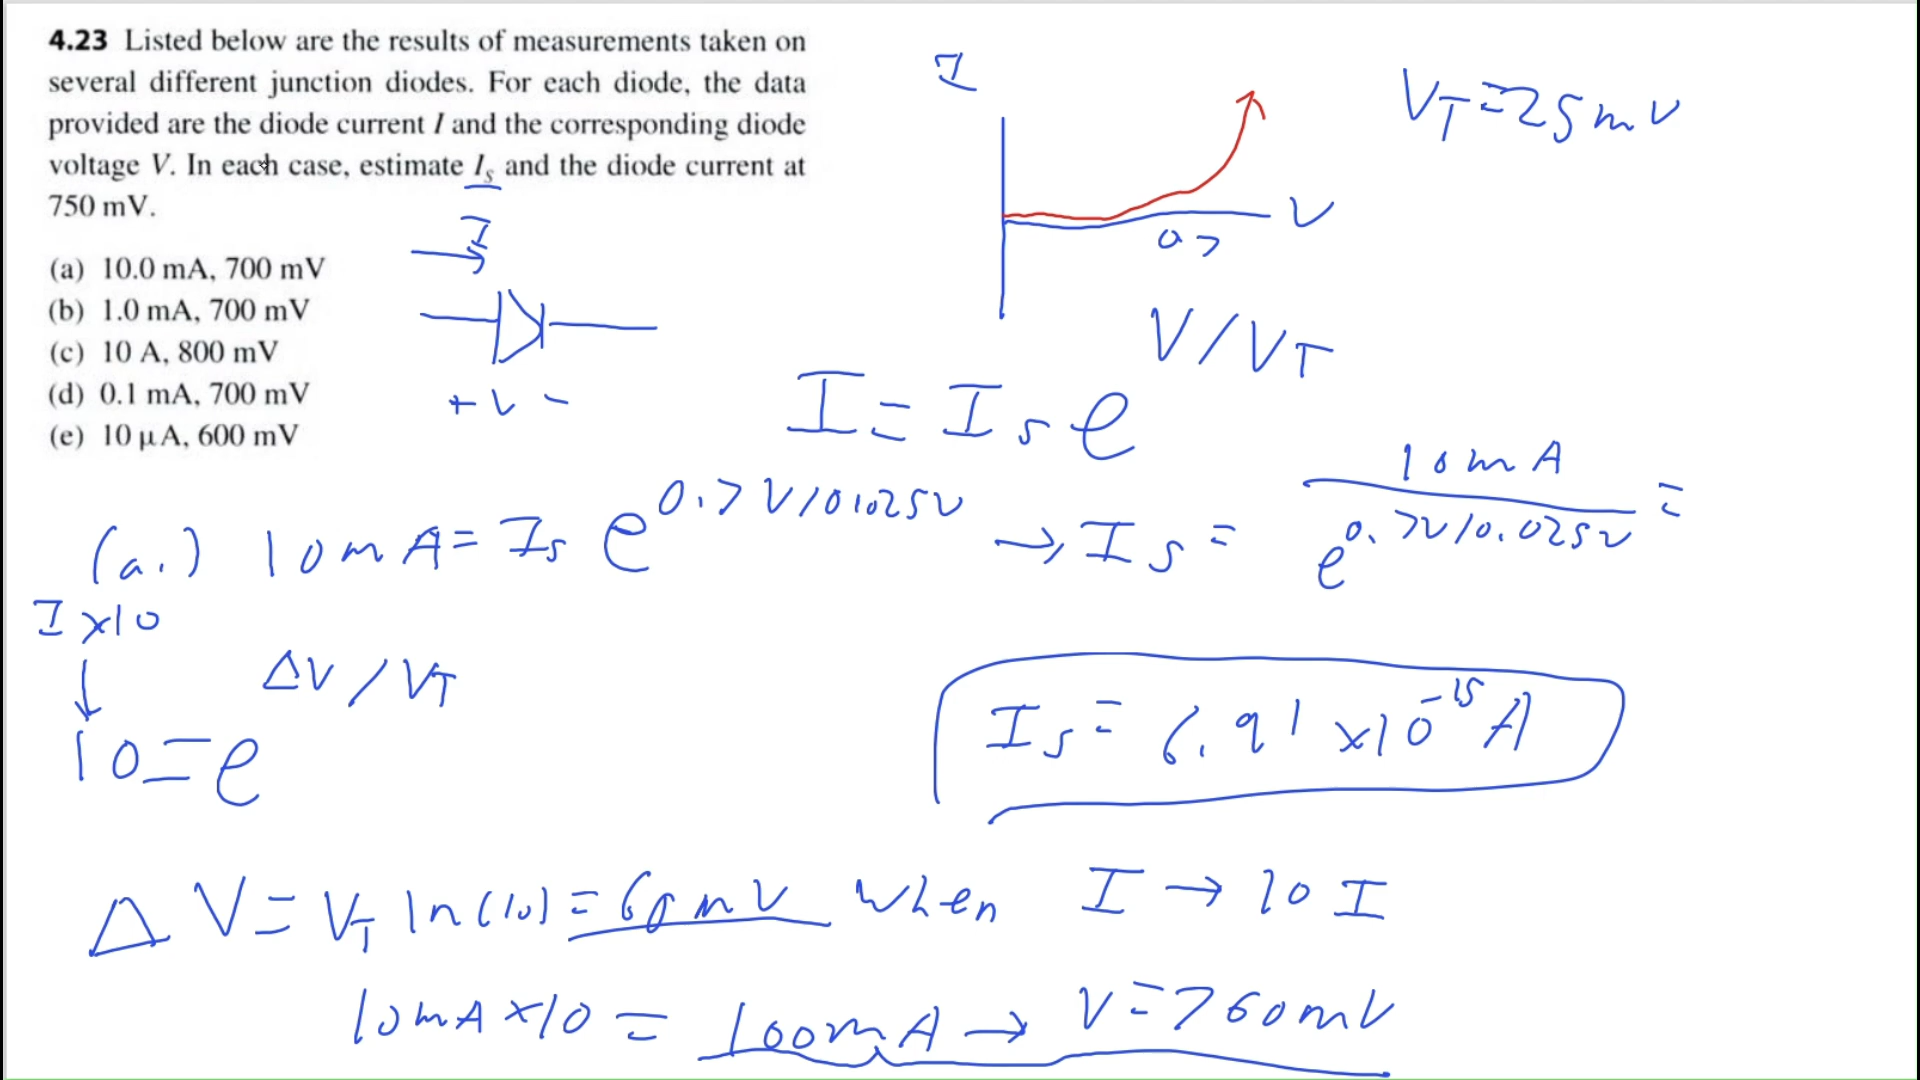 4.23 Listed below are the results of measurements taken on
several different junction diodes. For each diode, the data
provided are the diode current I and the corresponding diode
voltage V. In each case, estimate Is and the diode current at
750 mV.
(a) 10.0 mA, 700 mV
(b) 1.0 mA, 700 mV
(c) 10 A, 800 mV
(d) 0.1 mA, 700 mV
(e) 10 µA, 600 mV
I
+ V -
I
V
0.7
VT = 25mV
I = Is e^V/VT
(a.) 10mA = Is e^0.7V/0.025V → Is = 10mA / e^0.7V/0.025V =
I x10
↓
10 = e^ΔV/VT
Is = 6.91 x10^-15 A
ΔV = VT ln(10) = 60mV when I → 10 I
10mA x10 = 100mA → V = 760mV